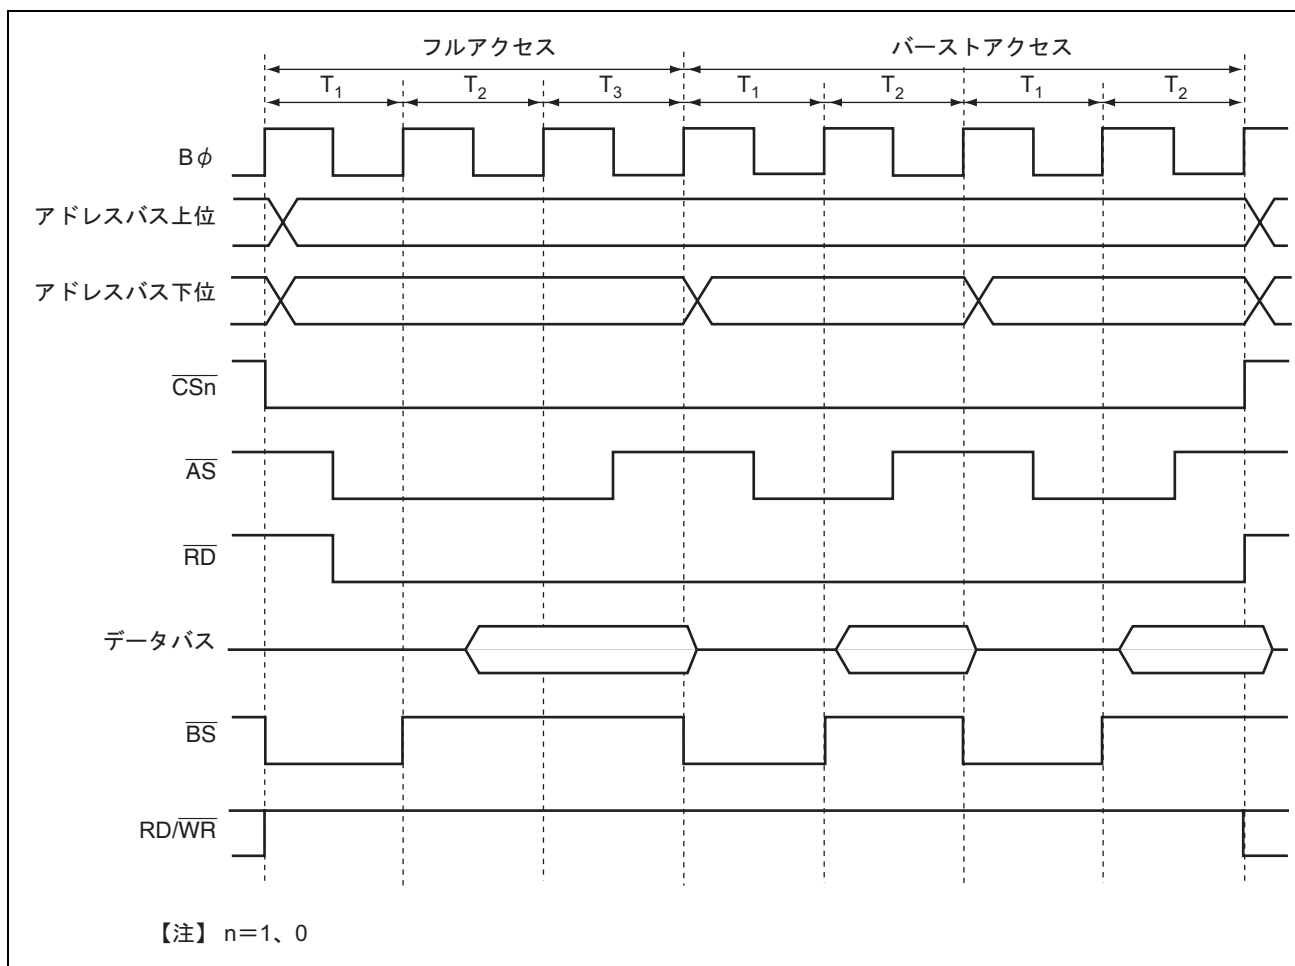 フルアクセス バーストアクセス
T1 T2 T3 T1 T2 T1 T2
Bφ
アドレスバス上位
アドレスバス下位
CSn
AS
RD
データバス
BS
RD/WR
【注】 n＝1、0